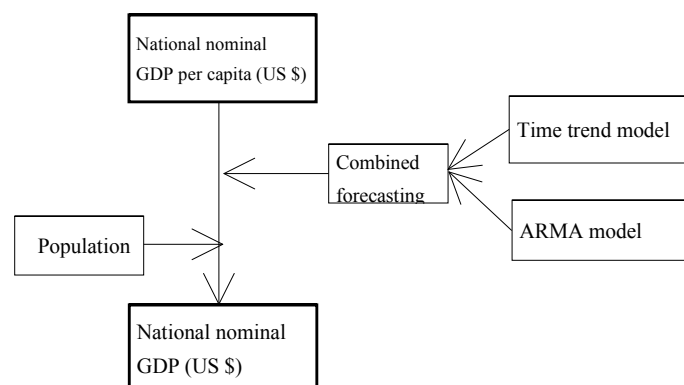 National nominal
GDP per capita (US $)
Time trend model
Combined
forecasting
ARMA model
Population
National nominal
GDP (US $)